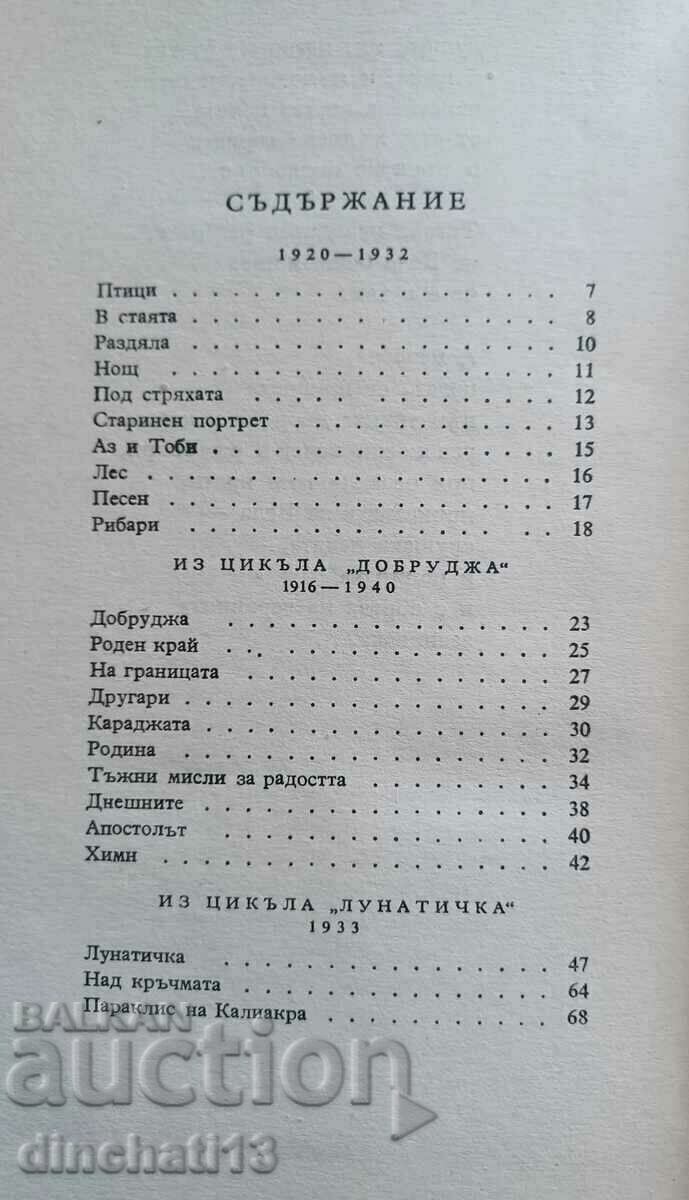 СЪДЪРЖАНИЕ
1920—1932
Птици . . . . . . . . . . . . . . . . . 7
В стаята . . . . . . . . . . . . . . . . 8
Раздяла . . . . . . . . . . . . . . . . 10
Нощ . . . . . . . . . . . . . . . . . 11
Под стряхата . . . . . . . . . . . . . 12
Старинен портрет . . . . . . . . . . . 13
Аз и Тоби . . . . . . . . . . . . . . . 15
Лес . . . . . . . . . . . . . . . . . . 16
Песен . . . . . . . . . . . . . . . . . 17
Рибари . . . . . . . . . . . . . . . . 18
ИЗ ЦИКЪЛА „ДОБРУДЖА“
1916—1940
Добруджа . . . . . . . . . . . . . . . 23
Роден край . . . . . . . . . . . . . . 25
На границата . . . . . . . . . . . . . 27
Другари . . . . . . . . . . . . . . . . 29
Караджата . . . . . . . . . . . . . . . 30
Родина . . . . . . . . . . . . . . . . 32
Тъжни мисли за радостта . . . . . . . . 34
Днешните . . . . . . . . . . . . . . . 38
Апостолът . . . . . . . . . . . . . . . 40
Химн . . . . . . . . . . . . . . . . . 42
ИЗ ЦИКЪЛА „ЛУНАТИЧКА“
1933
Лунатичка . . . . . . . . . . . . . . . 47
Над кръчмата . . . . . . . . . . . . . 64
Параклис на Калиакра . . . . . . . . . 68
BALKAN
auction
dinchati13